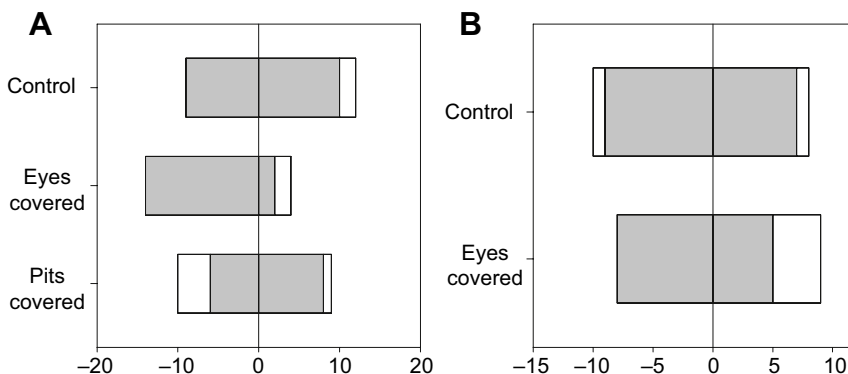 A
Control
Eyes
covered
Pits
covered
–20
–10
0
10
20
B
Control
Eyes
covered
–15
–10
–5
0
5
10